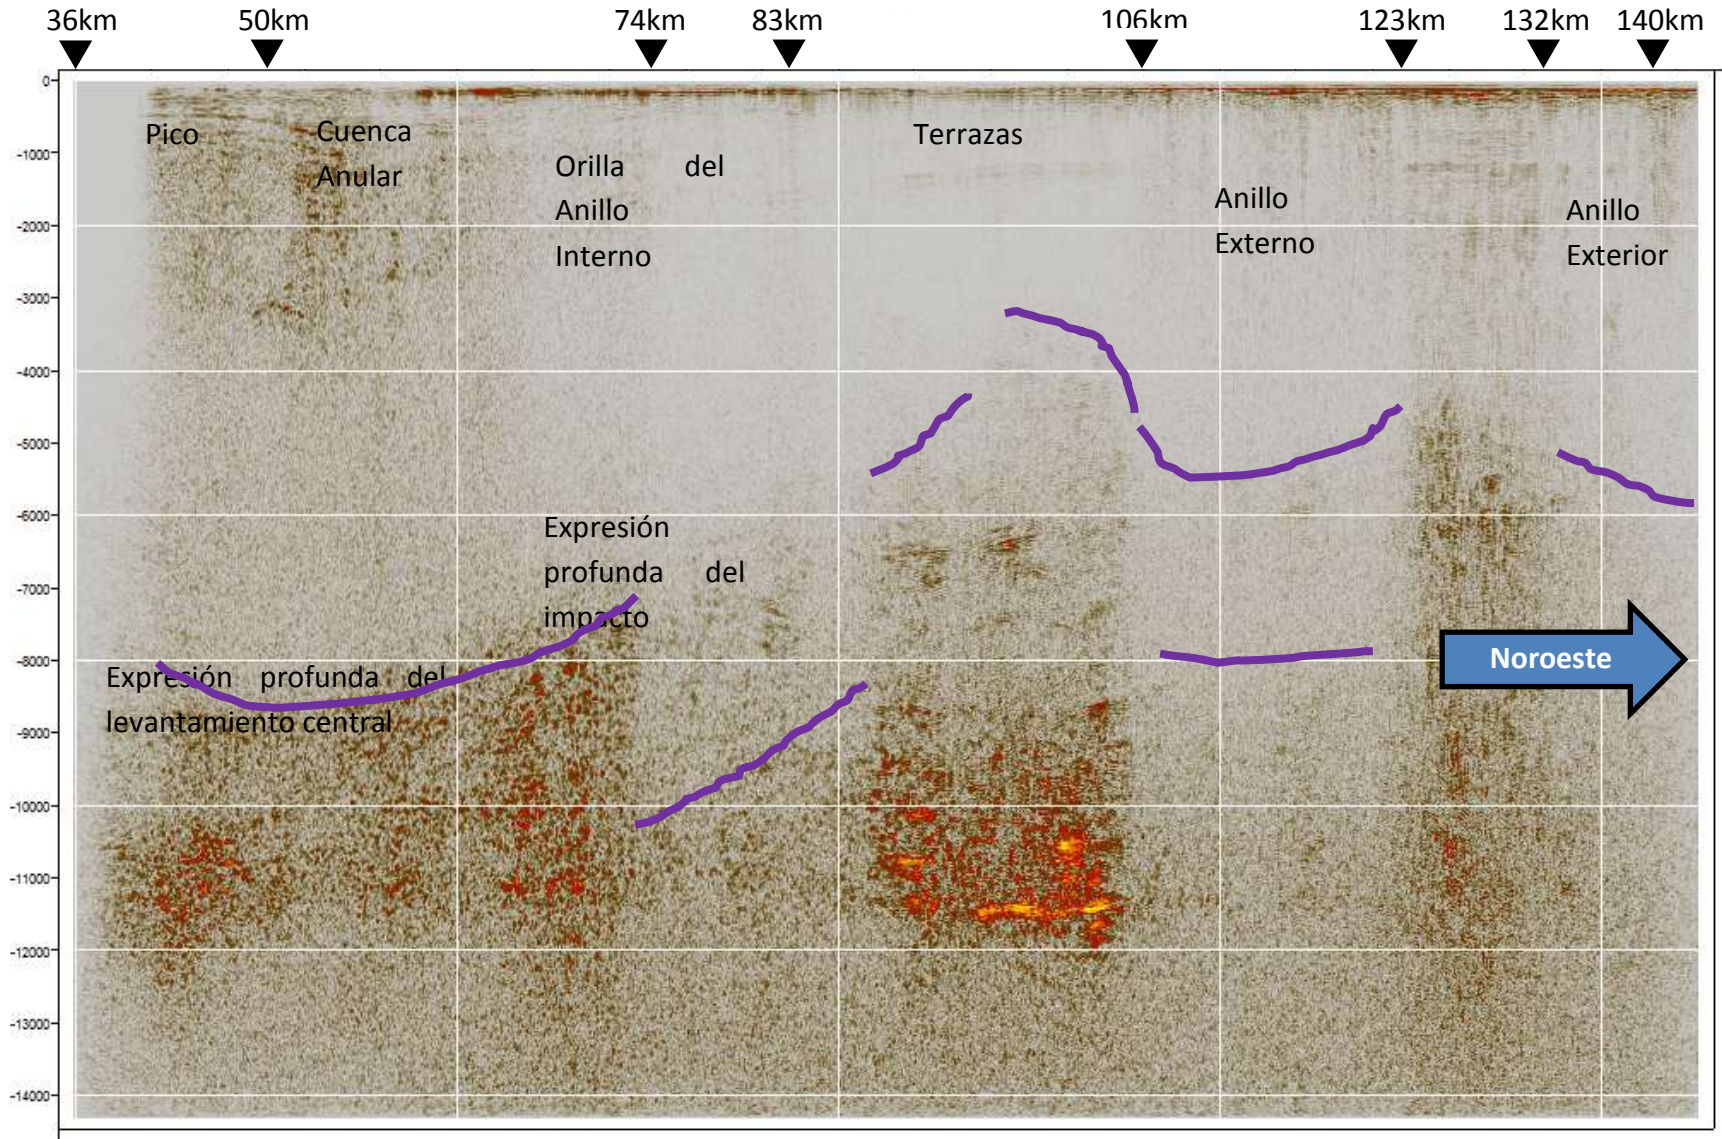 36km 50km 74km 83km 106km 123km 132km 140km
0
-1000
-2000
-3000
-4000
-5000
-6000
-7000
-8000
-9000
-10000
-11000
-12000
-13000
-14000
Pico
Cuenca
Anular
Orilla del
Anillo
Interno
Terrazas
Anillo
Externo
Anillo
Exterior
Expresión
profunda del
impacto
Expresión profunda del
levantamiento central
Noroeste